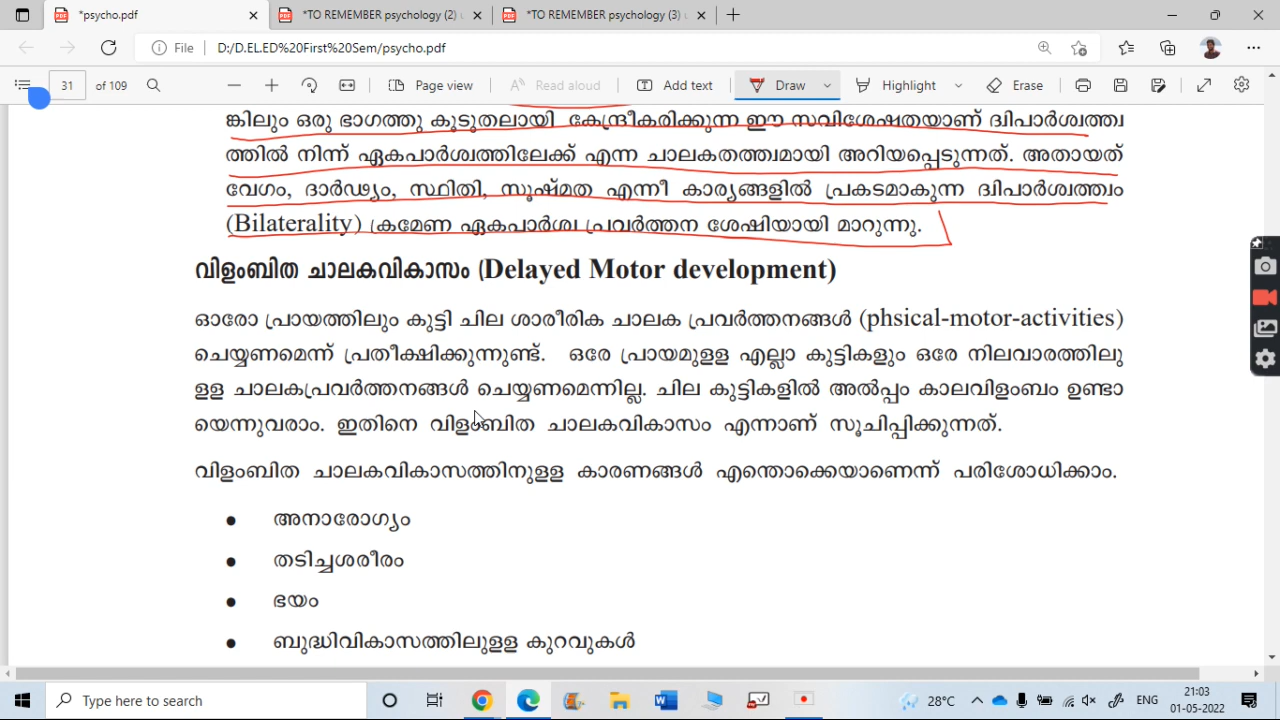 *psycho.pdf
*TO REMEMBER psychology (2) (
*TO REMEMBER psychology (3) (
File D:/D.EL.ED%20First%20Sem/psycho.pdf
31 of 109 Page view Read aloud Add text Draw Highlight Erase
ങ്കിലും ഒരു ഭാഗത്തു കൂടുതലായി കേന്ദ്രീകരിക്കുന്ന ഈ സവിശേഷതയാണ് ദ്വിപാർശ്വത്ത്വ
ത്തിൽ നിന്ന് ഏകപാർശ്വത്തിലേക്ക് എന്ന ചാലകതത്ത്വമായി അറിയപ്പെടുന്നത്. അതായത്
വേഗം, ദാർഢ്യം, സ്ഥിതി, സൂഷ്മത എന്നീ കാര്യങ്ങളിൽ പ്രകടമാകുന്ന ദ്വിപാർശ്വത്ത്വം
(Bilaterality) ക്രമേണ ഏകപാർശ്വ പ്രവർത്തന ശേഷിയായി മാറുന്നു.
വിളംബിത ചാലകവികാസം (Delayed Motor development)
ഓരോ പ്രായത്തിലും കുട്ടി ചില ശാരീരിക ചാലക പ്രവർത്തനങ്ങൾ (phsical-motor-activities)
ചെയ്യണമെന്ന് പ്രതീക്ഷിക്കുന്നുണ്ട്. ഒരേ പ്രായമുളള എല്ലാ കുട്ടികളും ഒരേ നിലവാരത്തിലു
ളള ചാലകപ്രവർത്തനങ്ങൾ ചെയ്യണമെന്നില്ല. ചില കുട്ടികളിൽ അൽപ്പം കാലവിളംബം ഉണ്ടാ
യെന്നുവരാം. ഇതിനെ വിളംബിത ചാലകവികാസം എന്നാണ് സൂചിപ്പിക്കുന്നത്.
വിളംബിത ചാലകവികാസത്തിനുളള കാരണങ്ങൾ എന്തൊക്കെയാണെന്ന് പരിശോധിക്കാം.
● അനാരോഗ്യം
● തടിച്ചശരീരം
● ഭയം
● ബുദ്ധിവികാസത്തിലുളള കുറവുകൾ
Type here to search 28°C ENG 21:03
01-05-2022